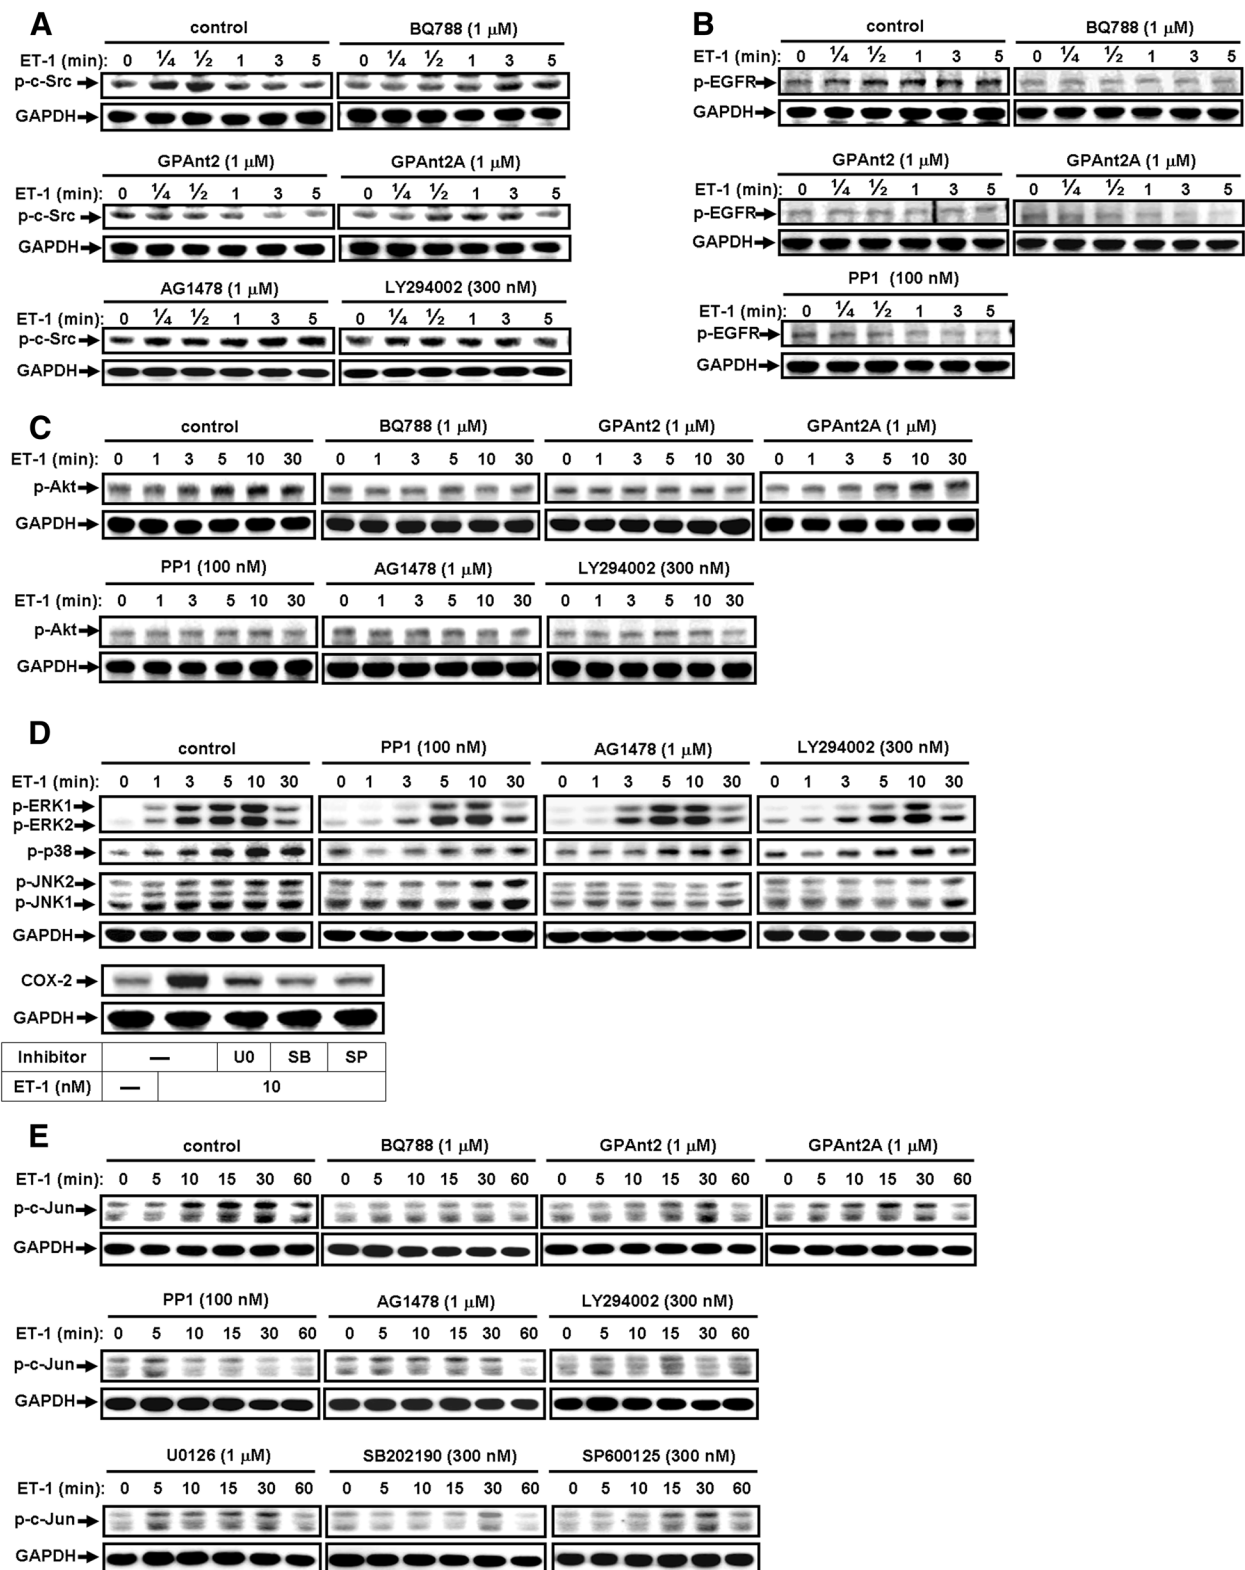 A
control BQ788 (1 μM)
ET-1 (min): 0 ¼ ½ 1 3 5 0 ¼ ½ 1 3 5
p-c-Src
GAPDH
GPAnt2 (1 μM) GPAnt2A (1 μM)
ET-1 (min): 0 ¼ ½ 1 3 5 0 ¼ ½ 1 3 5
p-c-Src
GAPDH
AG1478 (1 μM) LY294002 (300 nM)
ET-1 (min): 0 ¼ ½ 1 3 5 0 ¼ ½ 1 3 5
p-c-Src
GAPDH
B
control BQ788 (1 μM)
ET-1 (min): 0 ¼ ½ 1 3 5 0 ¼ ½ 1 3 5
p-EGFR
GAPDH
GPAnt2 (1 μM) GPAnt2A (1 μM)
ET-1 (min): 0 ¼ ½ 1 3 5 0 ¼ ½ 1 3 5
p-EGFR
GAPDH
PP1 (100 nM)
ET-1 (min): 0 ¼ ½ 1 3 5
p-EGFR
GAPDH
C
control BQ788 (1 μM) GPAnt2 (1 μM) GPAnt2A (1 μM)
ET-1 (min): 0 1 3 5 10 30 0 1 3 5 10 30 0 1 3 5 10 30 0 1 3 5 10 30
p-Akt
GAPDH
PP1 (100 nM) AG1478 (1 μM) LY294002 (300 nM)
ET-1 (min): 0 1 3 5 10 30 0 1 3 5 10 30 0 1 3 5 10 30
p-Akt
GAPDH
D
control PP1 (100 nM) AG1478 (1 μM) LY294002 (300 nM)
ET-1 (min): 0 1 3 5 10 30 0 1 3 5 10 30 0 1 3 5 10 30 0 1 3 5 10 30
p-ERK1
p-ERK2
p-p38
p-JNK2
p-JNK1
GAPDH
COX-2
GAPDH
Inhibitor — U0 SB SP
ET-1 (nM) — 10
E
control BQ788 (1 μM) GPAnt2 (1 μM) GPAnt2A (1 μM)
ET-1 (min): 0 5 10 15 30 60 0 5 10 15 30 60 0 5 10 15 30 60 0 5 10 15 30 60
p-c-Jun
GAPDH
PP1 (100 nM) AG1478 (1 μM) LY294002 (300 nM)
ET-1 (min): 0 5 10 15 30 60 0 5 10 15 30 60 0 5 10 15 30 60
p-c-Jun
GAPDH
U0126 (1 μM) SB202190 (300 nM) SP600125 (300 nM)
ET-1 (min): 0 5 10 15 30 60 0 5 10 15 30 60 0 5 10 15 30 60
p-c-Jun
GAPDH